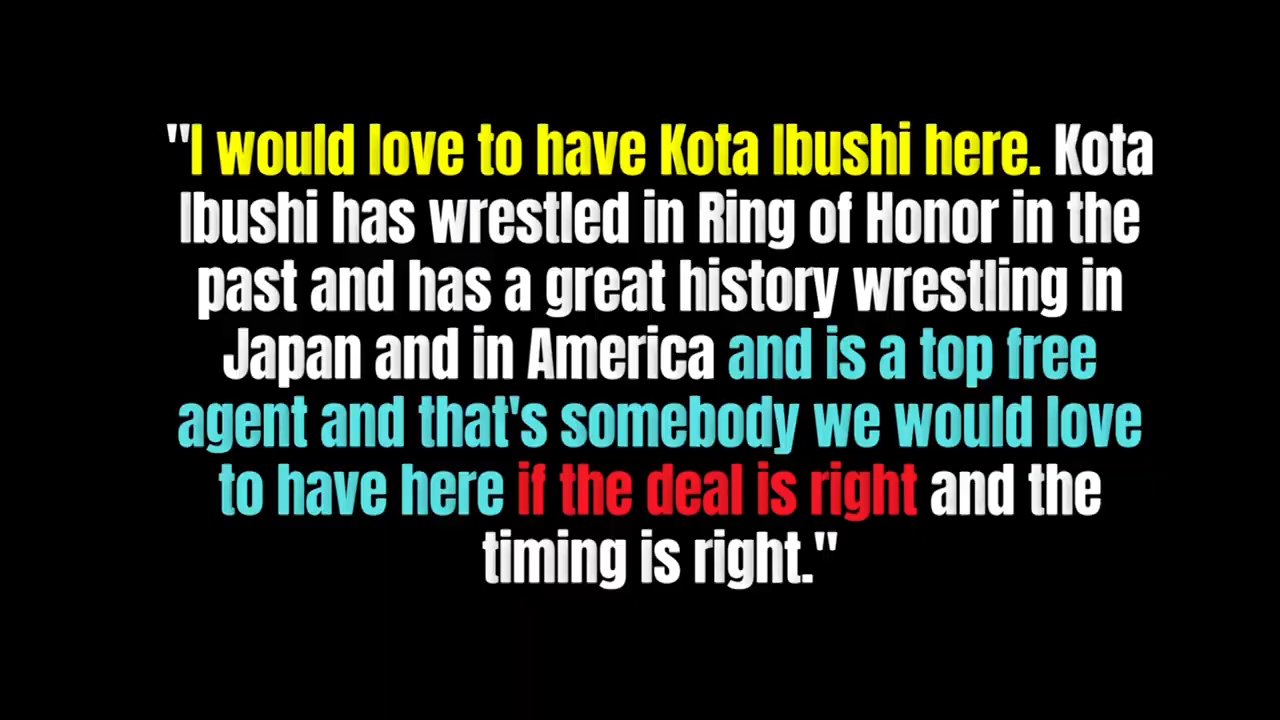 "I would love to have Kota Ibushi here. Kota
Ibushi has wrestled in Ring of Honor in the
past and has a great history wrestling in
Japan and in America and is a top free
agent and that's somebody we would love
to have here if the deal is right and the
timing is right."